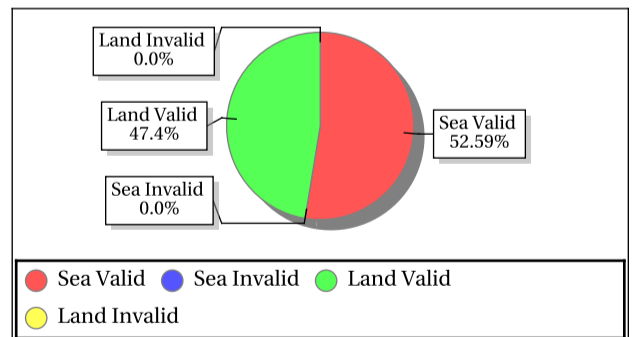 Land Invalid
0.0%
Land Valid
47.4%
Sea Valid
52.59%
Sea Invalid
0.0%
Sea Valid Sea Invalid Land Valid
Land Invalid